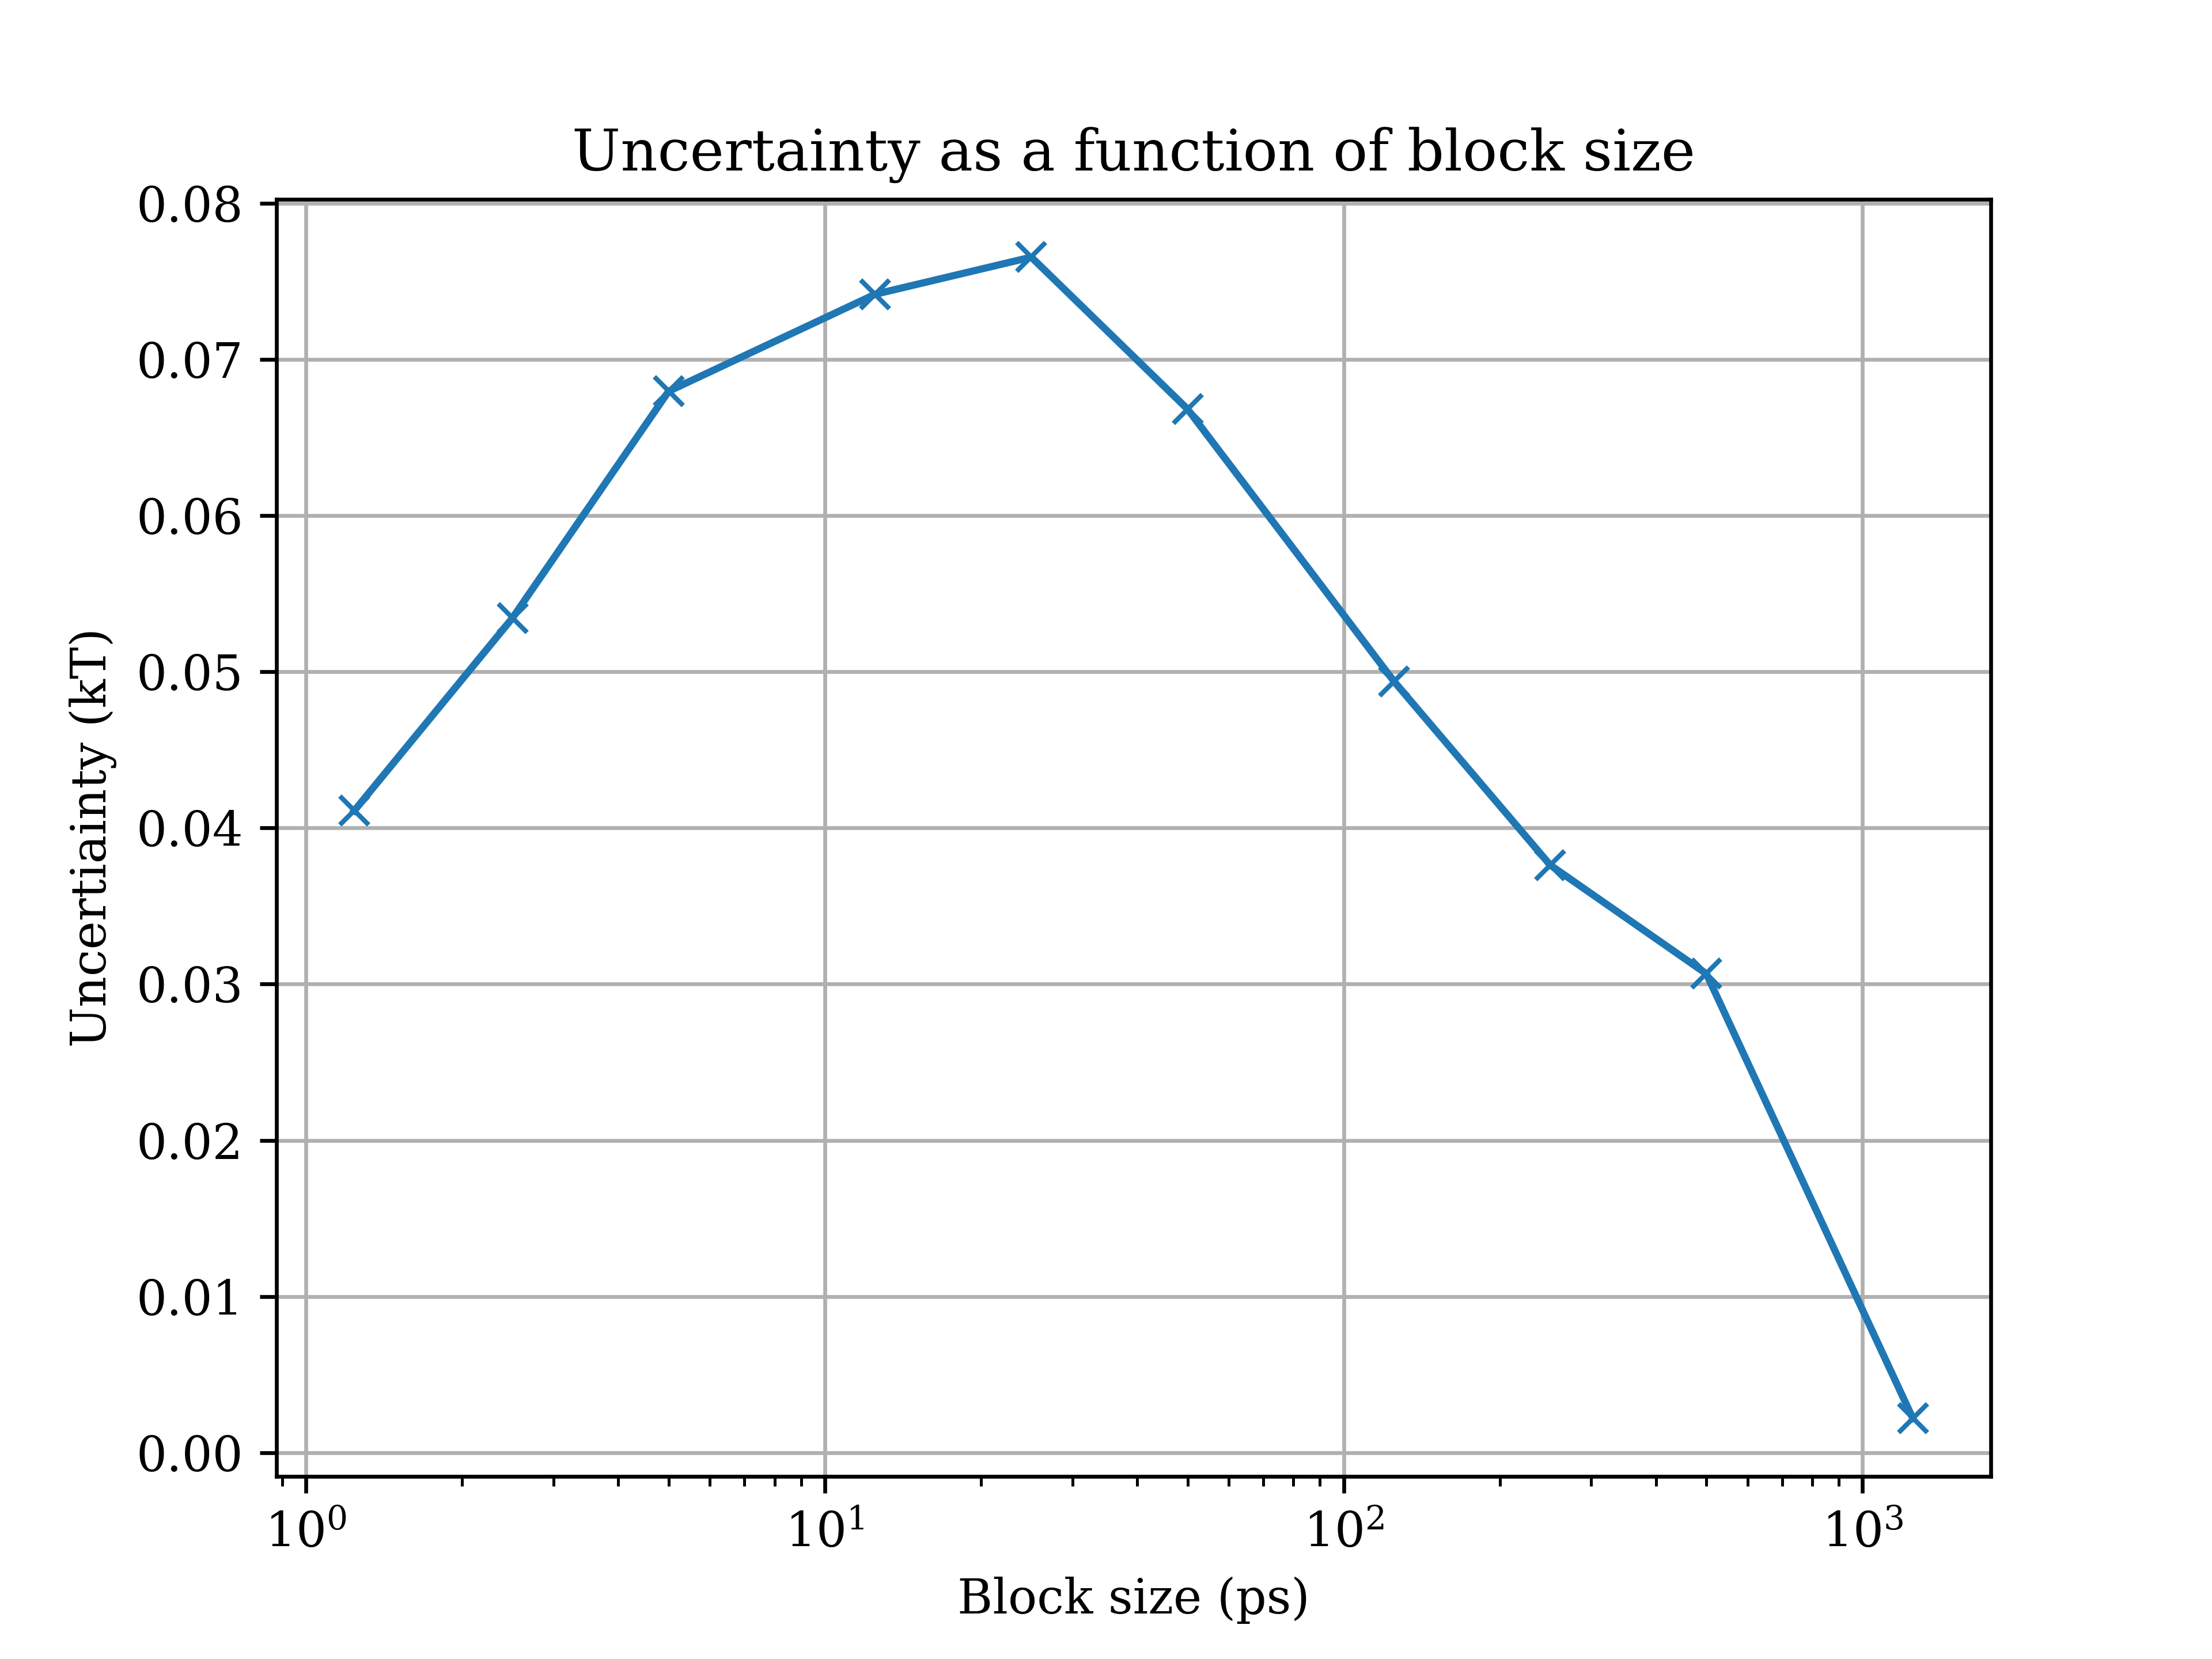 Uncertainty as a function of block size
0.08
0.07
0.06
0.05
0.04
0.03
0.02
0.01
0.00
Uncertiainty (kT)
10⁰ 10¹ 10² 10³
Block size (ps)